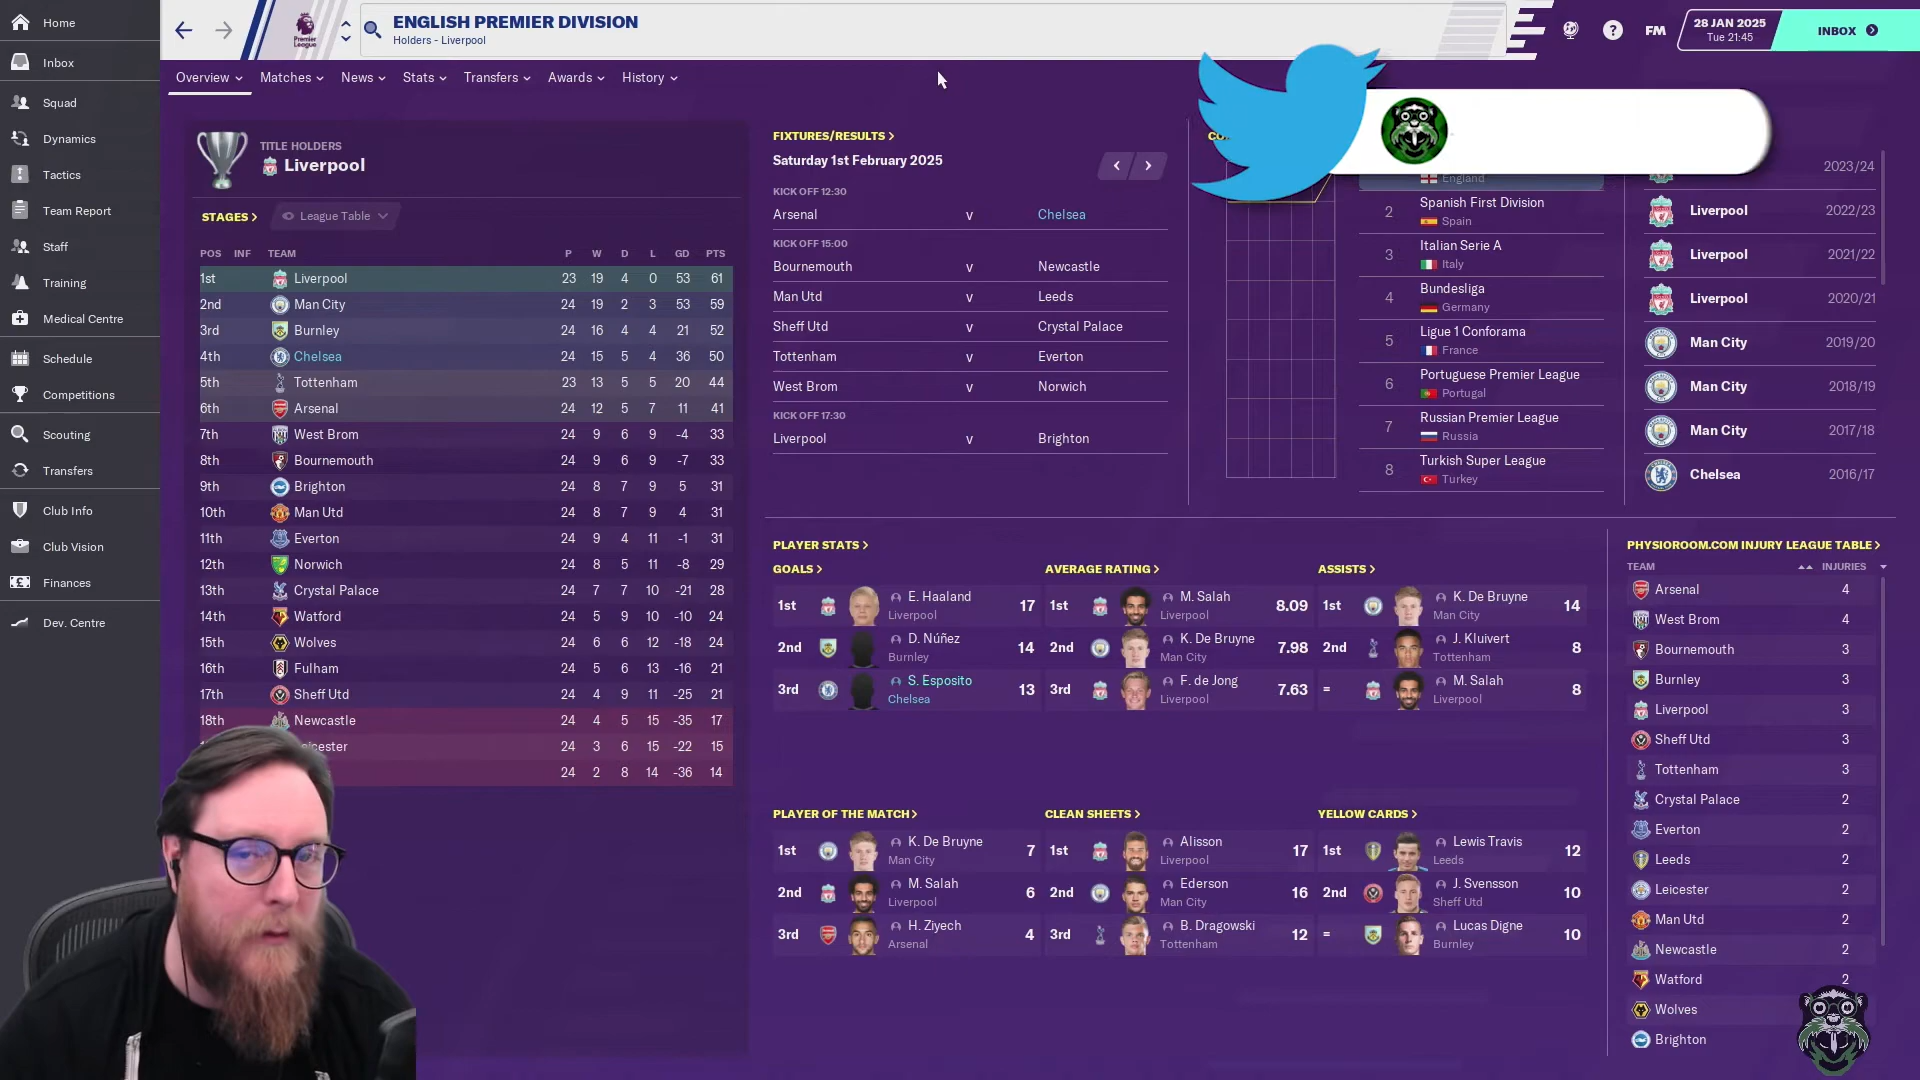 Home
Inbox
Squad
Dynamics
Tactics
Team Report
Staff
Training
Medical Centre
Schedule
Competitions
Scouting
Transfers
Club Info
Club Vision
Finances
Dev. Centre
ENGLISH PREMIER DIVISION
Holders - Liverpool
FM
28 JAN 2025
Tue 21:45
INBOX
Overview Matches News Stats Transfers Awards History
TITLE HOLDERS
Liverpool
STAGES > League Table
POS INF TEAM P W D L GD PTS
1st Liverpool 23 19 4 0 53 61
2nd Man City 24 19 2 3 53 59
3rd Burnley 24 16 4 4 21 52
4th Chelsea 24 15 5 4 36 50
5th Tottenham 23 13 5 5 20 44
6th Arsenal 24 12 5 7 11 41
7th West Brom 24 9 6 9 -4 33
8th Bournemouth 24 9 6 9 -7 33
9th Brighton 24 8 7 9 5 31
10th Man Utd 24 8 7 9 4 31
11th Everton 24 9 4 11 -1 31
12th Norwich 24 8 5 11 -8 29
13th Crystal Palace 24 7 7 10 -21 28
14th Watford 24 5 9 10 -10 24
15th Wolves 24 6 6 12 -18 24
16th Fulham 24 5 6 13 -16 21
17th Sheff Utd 24 4 9 11 -25 21
18th Newcastle 24 4 5 15 -35 17
24 3 6 15 -22 15
24 2 8 14 -36 14
FIXTURES/RESULTS >
Saturday 1st February 2025
KICK OFF 12:30
Arsenal v Chelsea
KICK OFF 15:00
Bournemouth v Newcastle
Man Utd v Leeds
Sheff Utd v Crystal Palace
Tottenham v Everton
West Brom v Norwich
KICK OFF 17:30
Liverpool v Brighton
England
2 Spanish First Division
Spain
3 Italian Serie A
Italy
4 Bundesliga
Germany
5 Ligue 1 Conforama
France
6 Portuguese Premier League
Portugal
7 Russian Premier League
Russia
8 Turkish Super League
Turkey
2023/24
Liverpool 2022/23
Liverpool 2021/22
Liverpool 2020/21
Man City 2019/20
Man City 2018/19
Man City 2017/18
Chelsea 2016/17
PLAYER STATS >
GOALS >
1st E. Haaland 17
Liverpool
2nd D. Núñez 14
Burnley
3rd S. Esposito 13
Chelsea
AVERAGE RATING >
1st M. Salah 8.09
Liverpool
2nd K. De Bruyne 7.98
Man City
3rd F. de Jong 7.63
Liverpool
ASSISTS >
1st K. De Bruyne 14
Man City
2nd J. Kluivert 8
Tottenham
= M. Salah 8
Liverpool
PLAYER OF THE MATCH >
1st K. De Bruyne 7
Man City
2nd M. Salah 6
Liverpool
3rd H. Ziyech 4
Arsenal
CLEAN SHEETS >
1st Alisson 17
Liverpool
2nd Ederson 16
Man City
3rd B. Dragowski 12
Tottenham
YELLOW CARDS >
1st Lewis Travis 12
Leeds
2nd J. Svensson 10
Sheff Utd
= Lucas Digne 10
Burnley
PHYSIOROOM.COM INJURY LEAGUE TABLE >
TEAM INJURIES
Arsenal 4
West Brom 4
Bournemouth 3
Burnley 3
Liverpool 3
Sheff Utd 3
Tottenham 3
Crystal Palace 2
Everton 2
Leeds 2
Leicester 2
Man Utd 2
Newcastle 2
Watford 2
Wolves
Brighton